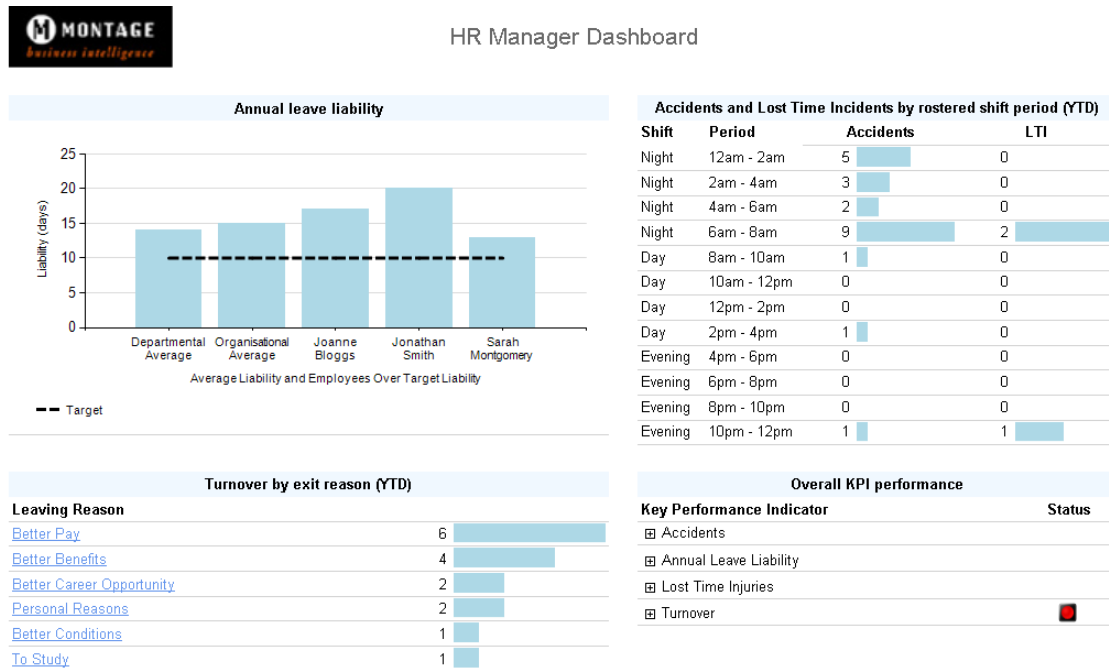 M MONTAGE
business intelligence
HR Manager Dashboard
Annual leave liability
25
20
15
10
5
0
Liability (days)
Departmental Average
Organisational Average
Joanne Bloggs
Jonathan Smith
Sarah Montgomery
Average Liability and Employees Over Target Liability
Target
Accidents and Lost Time Incidents by rostered shift period (YTD)
Shift Period Accidents LTI
Night 12am - 2am 5 0
Night 2am - 4am 3 0
Night 4am - 6am 2 0
Night 6am - 8am 9 2
Day 8am - 10am 1 0
Day 10am - 12pm 0 0
Day 12pm - 2pm 0 0
Day 2pm - 4pm 1 0
Evening 4pm - 6pm 0 0
Evening 6pm - 8pm 0 0
Evening 8pm - 10pm 0 0
Evening 10pm - 12pm 1 1
Turnover by exit reason (YTD)
Leaving Reason
Better Pay 6
Better Benefits 4
Better Career Opportunity 2
Personal Reasons 2
Better Conditions 1
To Study 1
Overall KPI performance
Key Performance Indicator Status
Accidents
Annual Leave Liability
Lost Time Injuries
Turnover